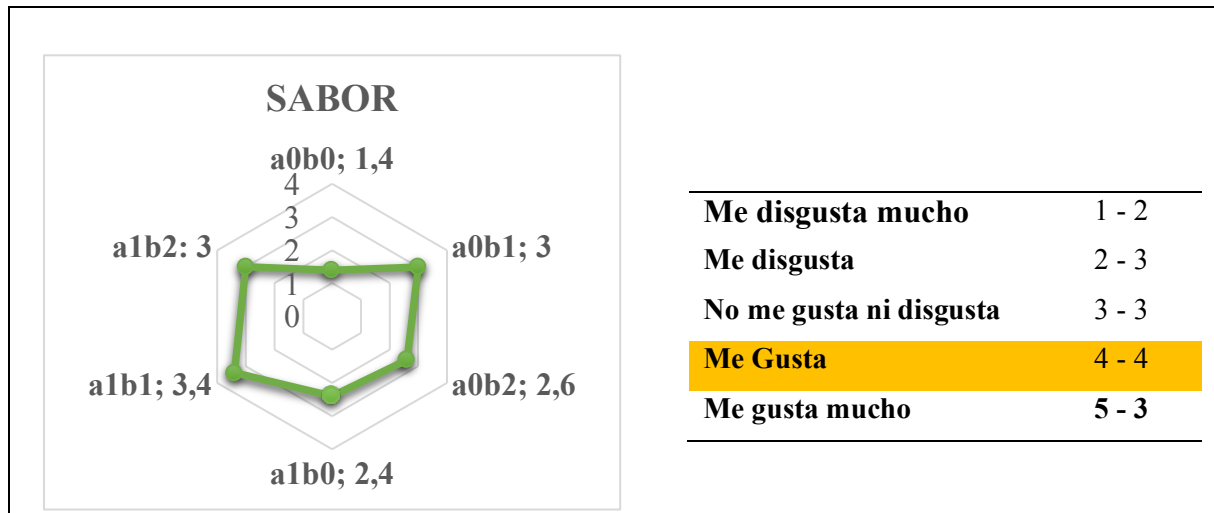 SABOR
a0b0; 1,4
4
3
2
1
0
a0b1; 3
a0b2; 2,6
a1b0; 2,4
a1b1; 3,4
a1b2: 3
Me disgusta mucho 1 - 2
Me disgusta 2 - 3
No me gusta ni disgusta 3 - 3
Me Gusta 4 - 4
Me gusta mucho 5 - 3